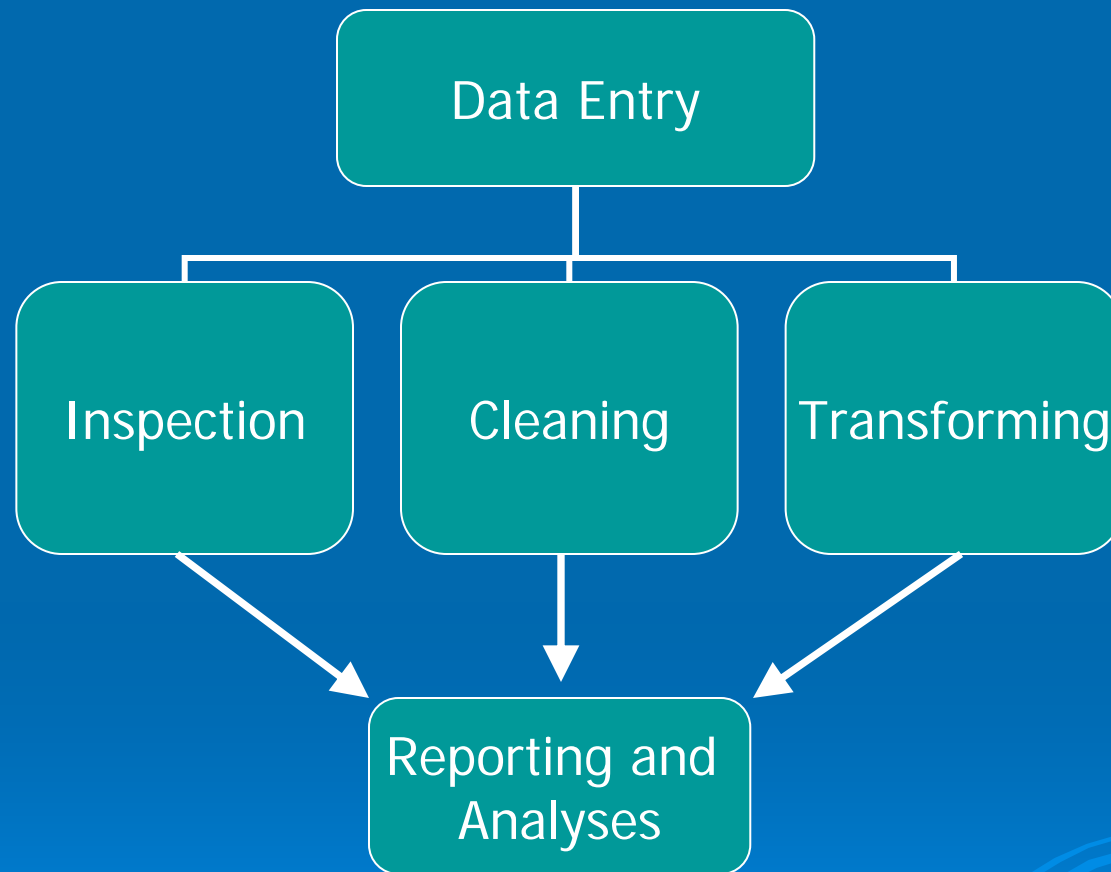 Data Entry
Inspection
Cleaning
Transforming
Reporting and
Analyses